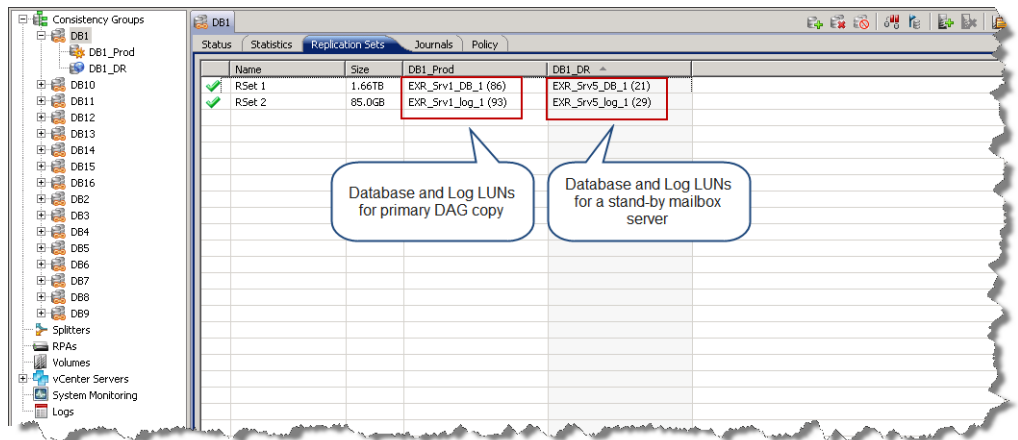 Consistency Groups
DB1
DB1_Prod
DB1_DR
DB10
DB11
DB12
DB13
DB14
DB15
DB16
DB2
DB3
DB4
DB5
DB6
DB7
DB8
DB9
Splitters
RPAs
Volumes
vCenter Servers
System Monitoring
Logs
DB1
Status Statistics Replication Sets Journals Policy
Name Size DB1_Prod DB1_DR
RSet 1 1.66TB EXR_Srv1_DB_1 (86) EXR_Srv5_DB_1 (21)
RSet 2 85.0GB EXR_Srv1_log_1 (93) EXR_Srv5_log_1 (29)
Database and Log LUNs
for primary DAG copy
Database and Log LUNs
for a stand-by mailbox
server